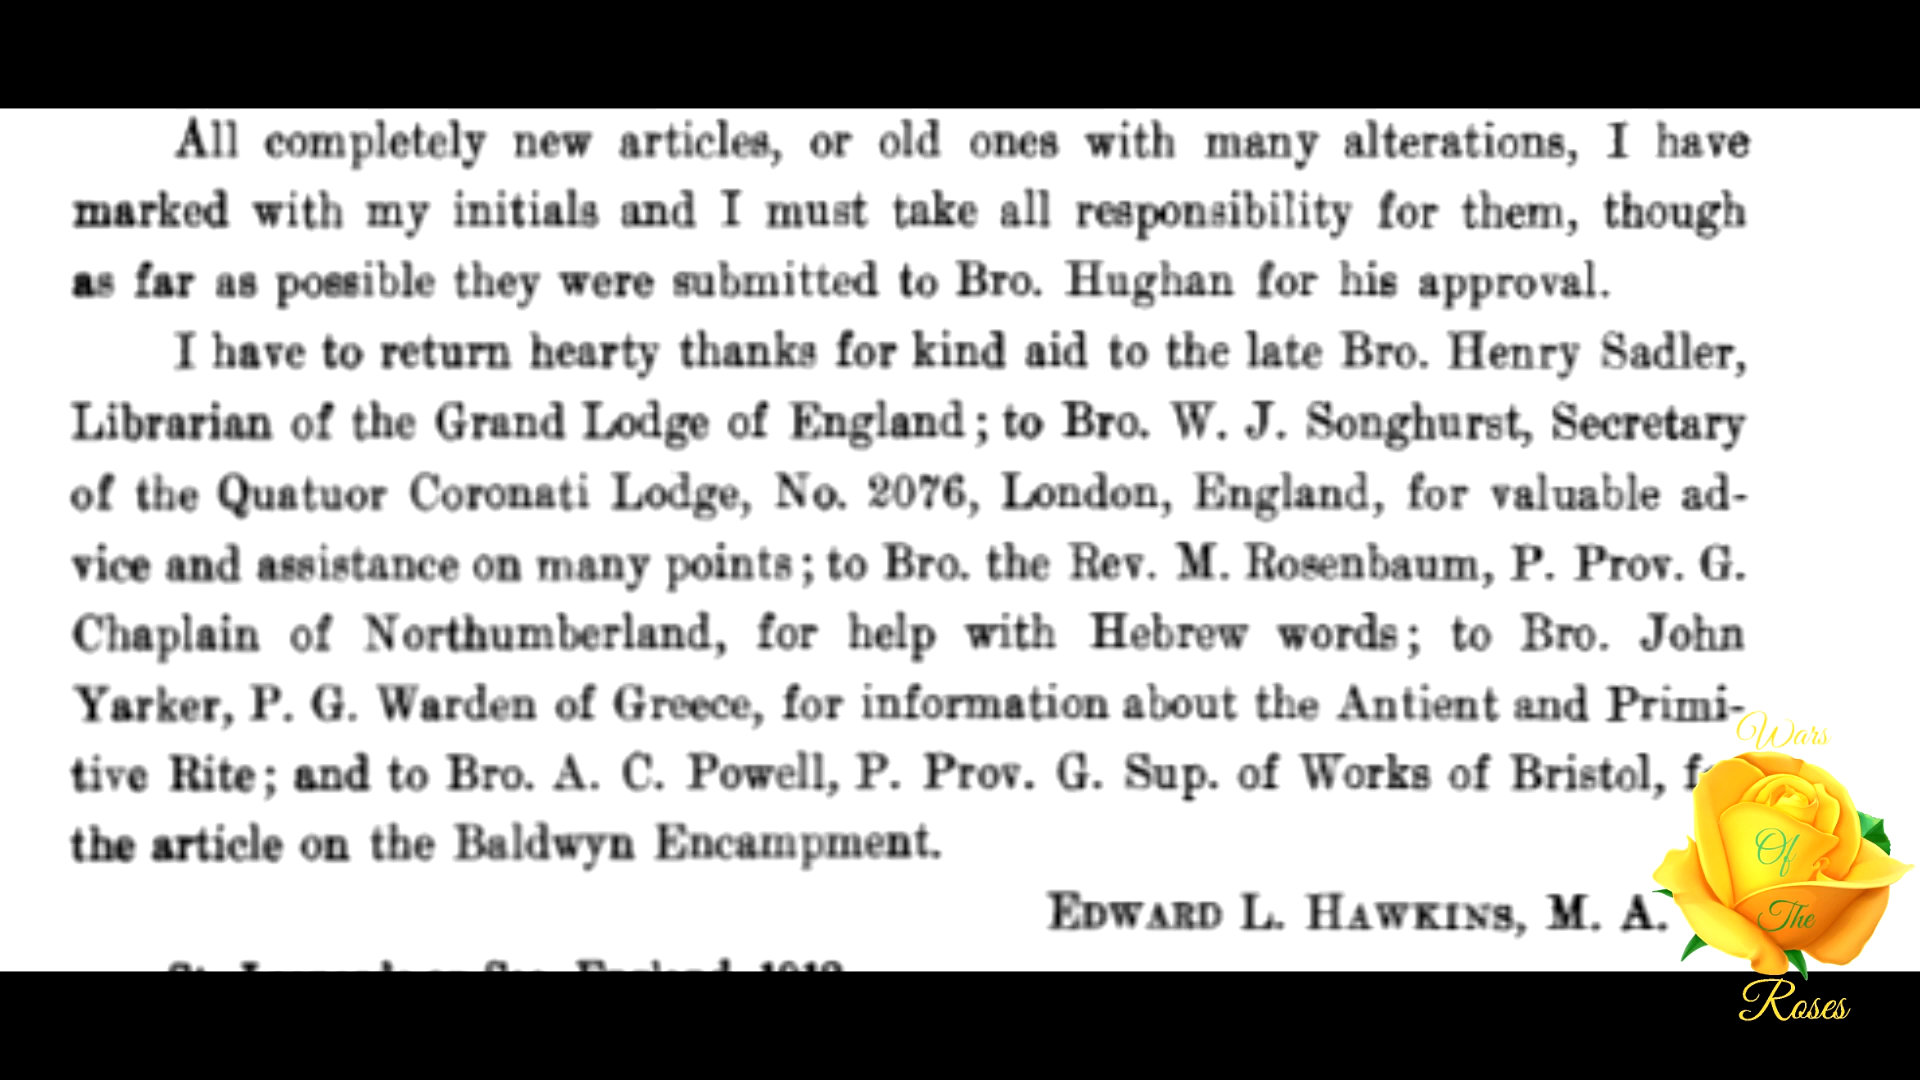 All completely new articles, or old ones with many alterations, I have
marked with my initials and I must take all responsibility for them, though
as far as possible they were submitted to Bro. Hughan for his approval.
I have to return hearty thanks for kind aid to the late Bro. Henry Sadler,
Librarian of the Grand Lodge of England; to Bro. W. J. Songhurst, Secretary
of the Quatuor Coronati Lodge, No. 2076, London, England, for valuable ad-
vice and assistance on many points; to Bro. the Rev. M. Rosenbaum, P. Prov. G.
Chaplain of Northumberland, for help with Hebrew words; to Bro. John
Yarker, P. G. Warden of Greece, for information about the Antient and Primi-
tive Rite; and to Bro. A. C. Powell, P. Prov. G. Sup. of Works of Bristol,
the article on the Baldwyn Encampment.
EDWARD L. HAWKINS, M. A.
England, 1912
Wars
Of
The
Roses